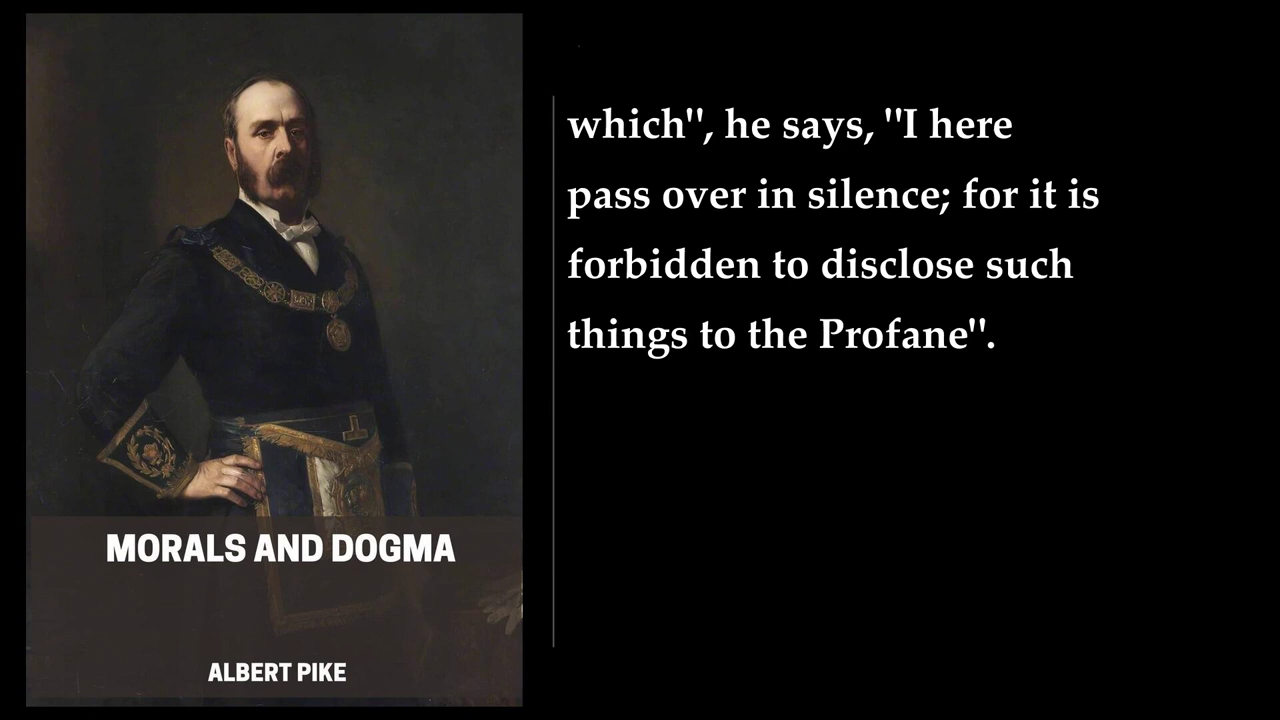 MORALS AND DOGMA
ALBERT PIKE
which", he says, "I here
pass over in silence; for it is
forbidden to disclose such
things to the Profane".